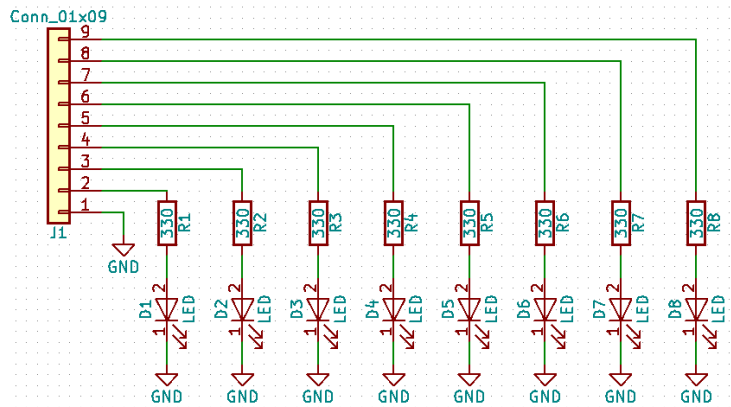 Conn_01x09
9
8
7
6
5
4
3
2
1
J1
GND
330 R1
330 R2
330 R3
330 R4
330 R5
330 R6
330 R7
330 R8
2 D1 LED 1
2 D2 LED 1
2 D3 LED 1
2 D4 LED 1
2 D5 LED 1
2 D6 LED 1
2 D7 LED 1
2 D8 LED 1
GND GND GND GND GND GND GND GND